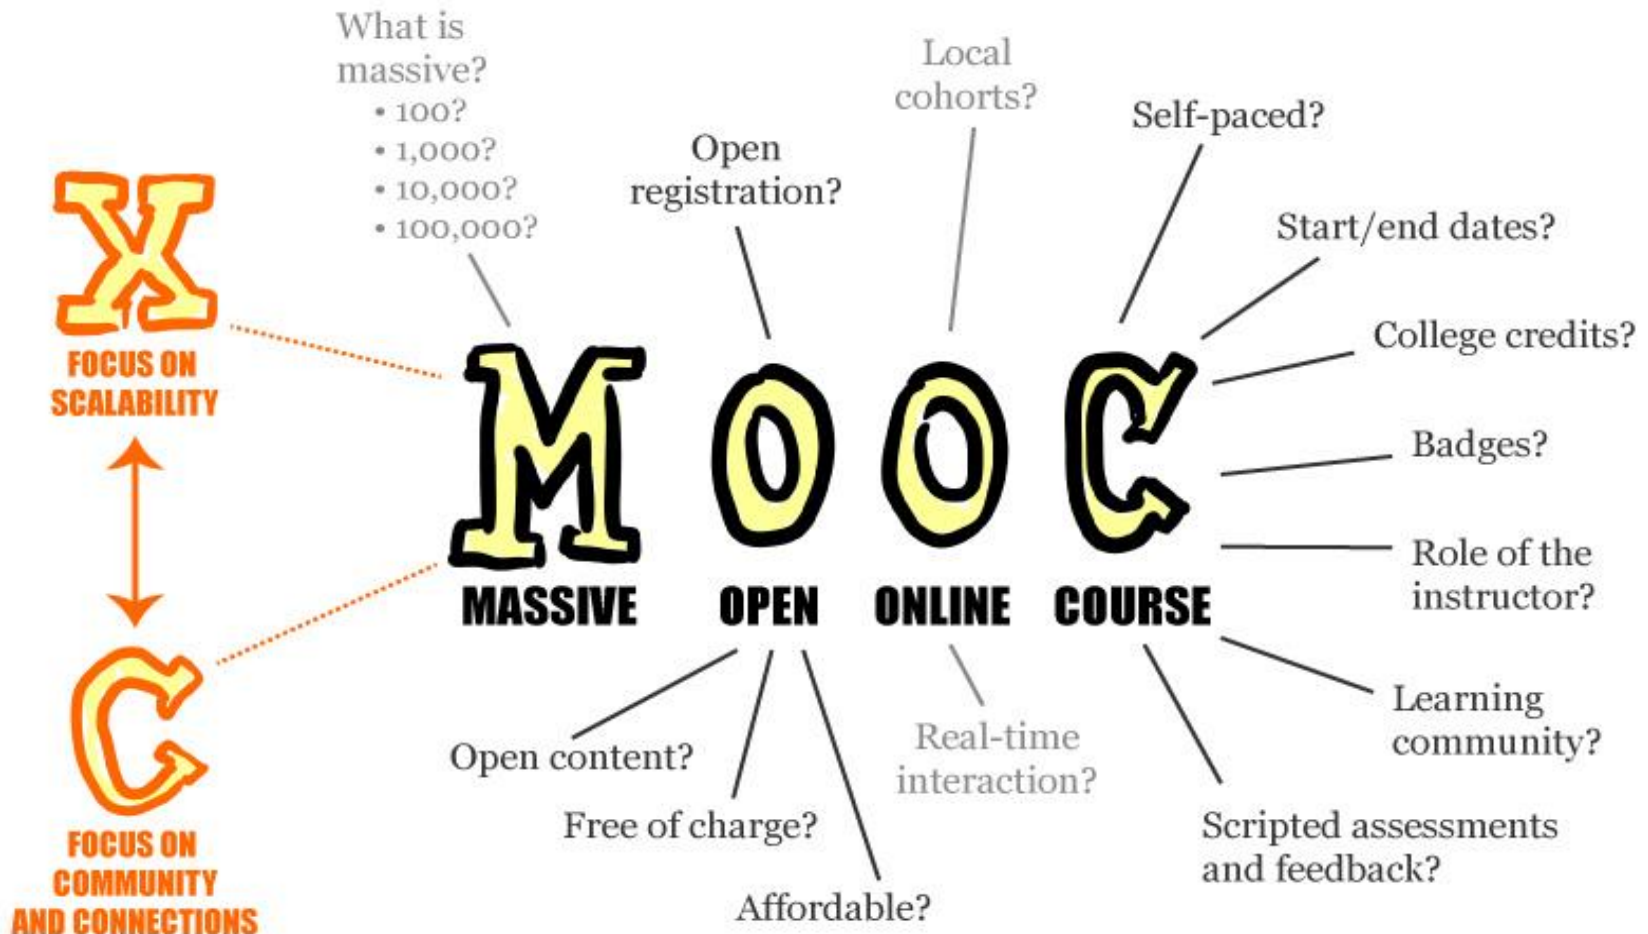 What is
massive?
• 100?
• 1,000?
• 10,000?
• 100,000?
Local
cohorts?
Self-paced?
Open
registration?
Start/end dates?
College credits?
Badges?
Role of the
instructor?
Learning
community?
Scripted assessments
and feedback?
X
FOCUS ON
SCALABILITY
C
FOCUS ON
COMMUNITY
AND CONNECTIONS
MOOC
MASSIVE OPEN ONLINE COURSE
Open content?
Free of charge?
Affordable?
Real-time
interaction?